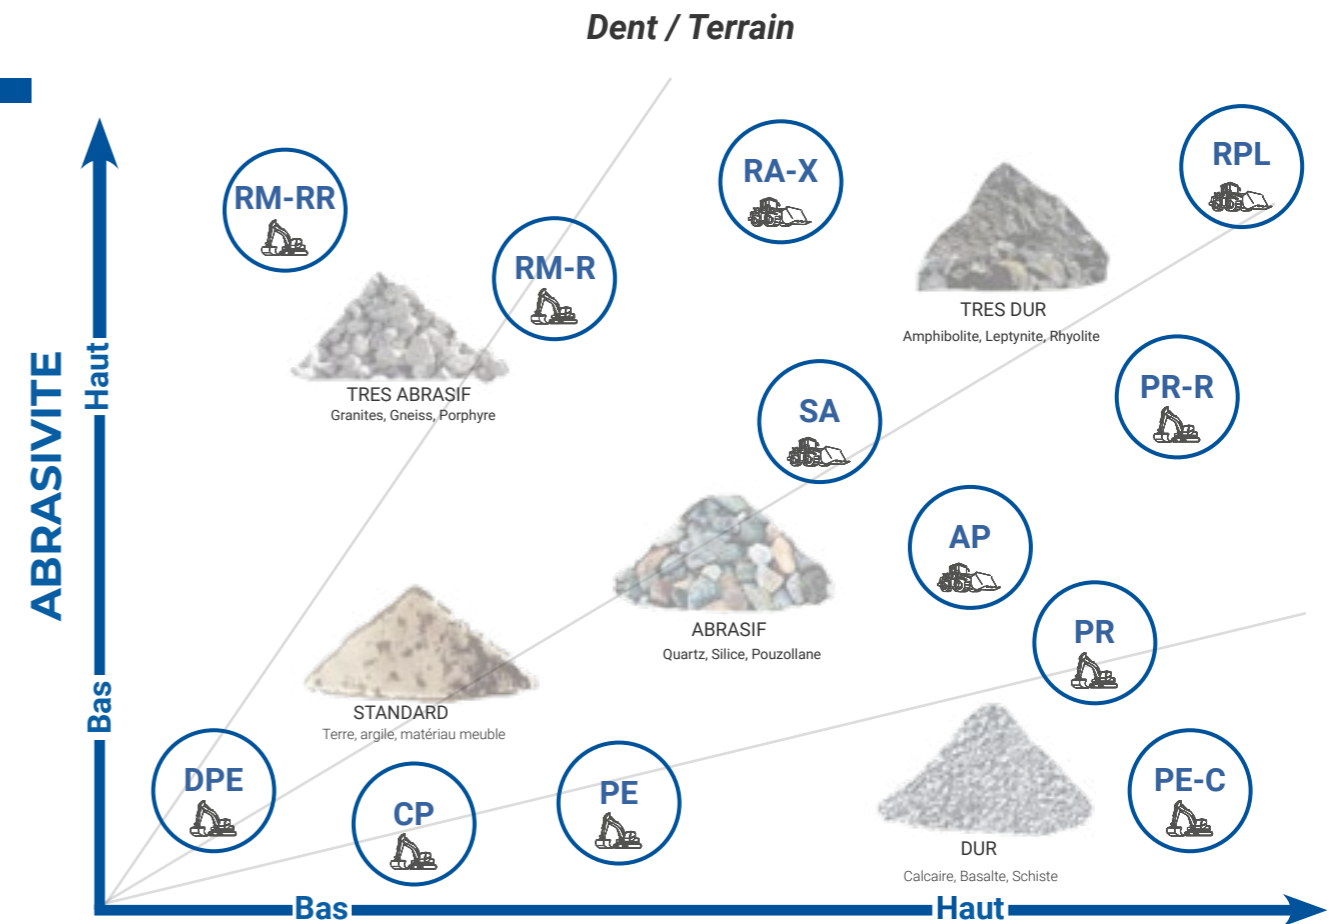 Dent / Terrain
ABRASIVITE
Haut
Bas
RM-RR
RM-R
RA-X
RPL
TRES ABRASIF
Granites, Gneiss, Porphyre
TRES DUR
Amphibolite, Leptynite, Rhyolite
SA
PR-R
AP
ABRASIF
Quartz, Silice, Pouzollane
PR
STANDARD
Terre, argile, matériau meuble
DPE
CP
PE
PE-C
DUR
Calcaire, Basalte, Schiste
Bas
Haut